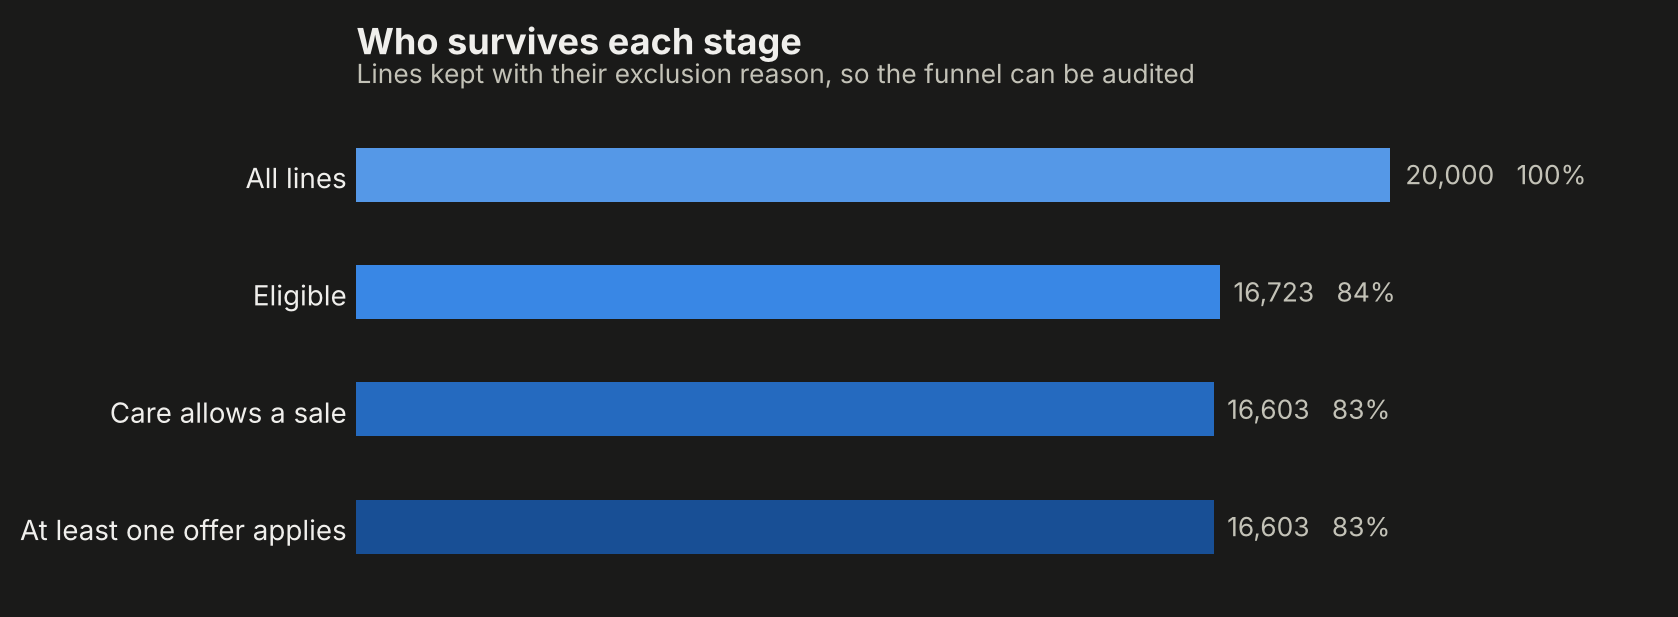 Who survives each stage
Lines kept with their exclusion reason, so the funnel can be audited
All lines 20,000 100%
Eligible 16,723 84%
Care allows a sale 16,603 83%
At least one offer applies 16,603 83%